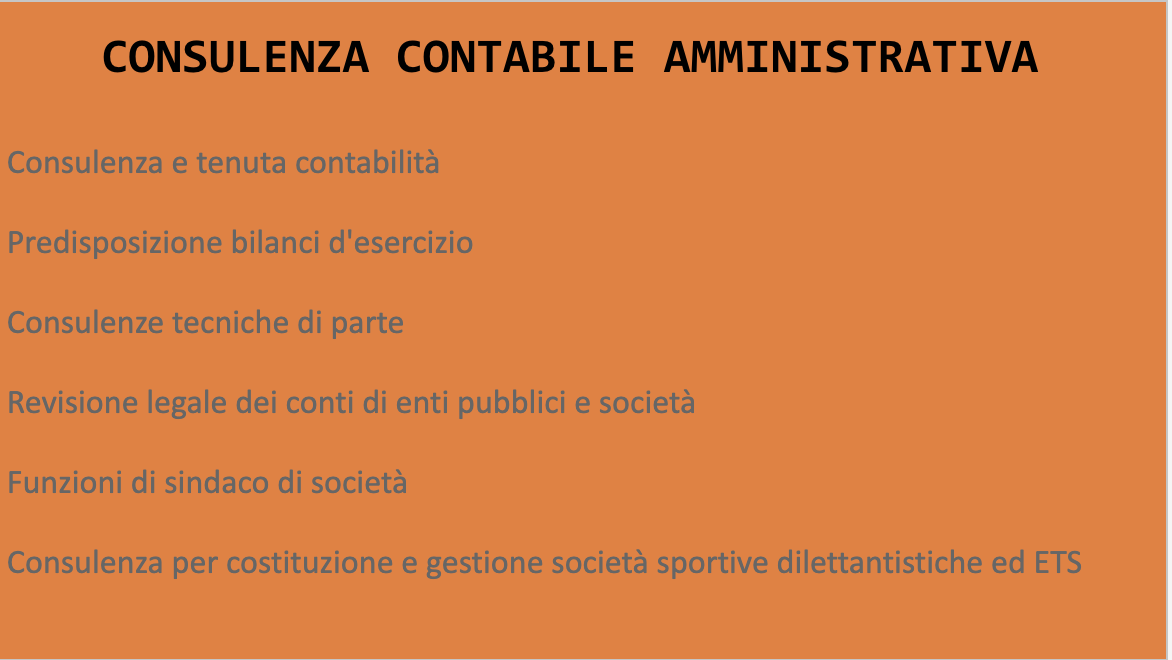 CONSULENZA CONTABILE AMMINISTRATIVA
Consulenza e tenuta contabilità
Predisposizione bilanci d'esercizio
Consulenze tecniche di parte
Revisione legale dei conti di enti pubblici e società
Funzioni di sindaco di società
Consulenza per costituzione e gestione società sportive dilettantistiche ed ETS